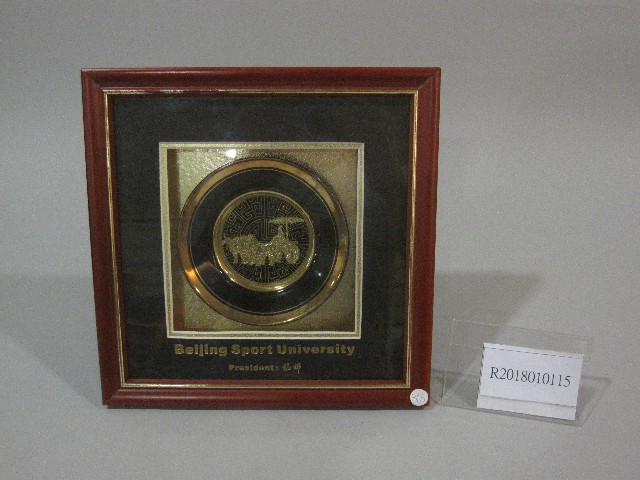 Beijing Sport University
President:
R2018010115